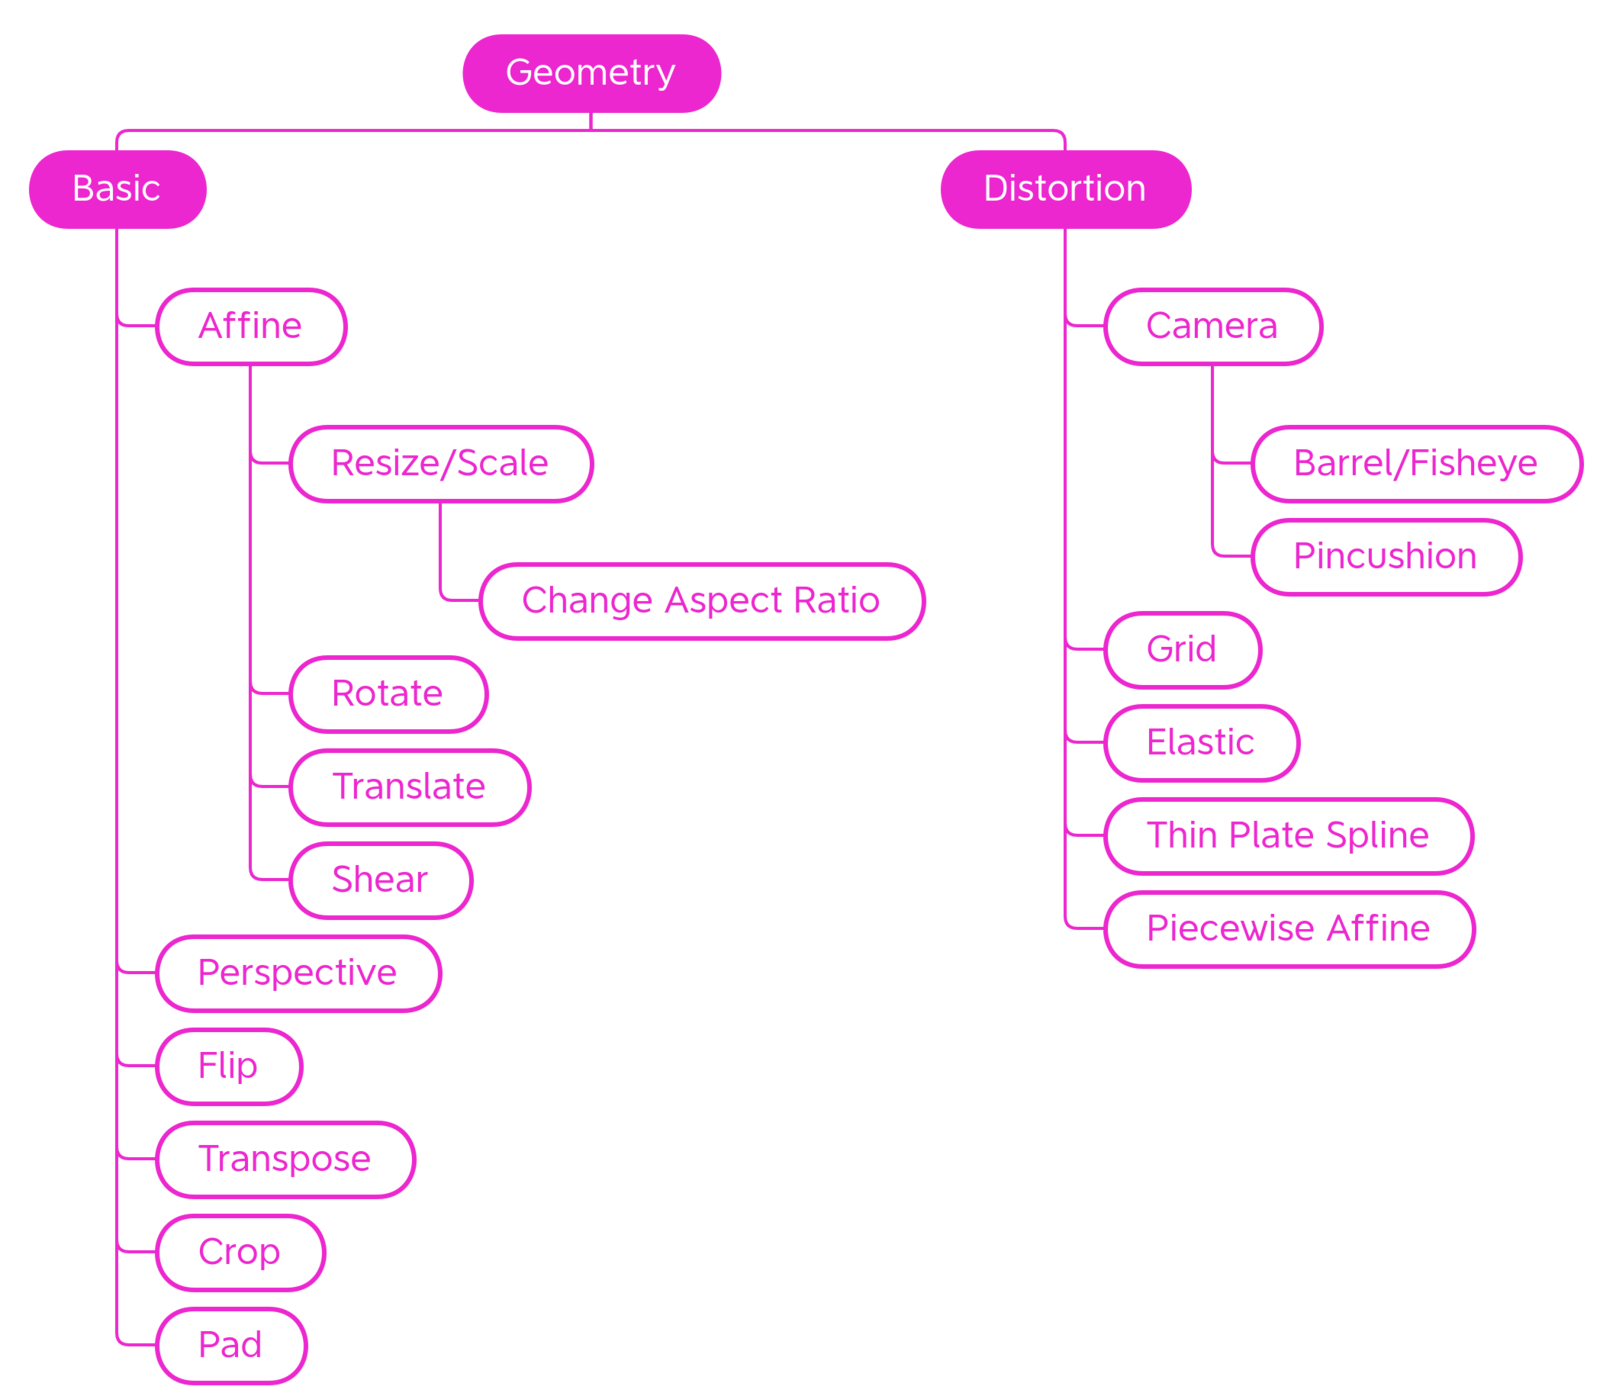 Geometry
Basic
Affine
Resize/Scale
Change Aspect Ratio
Rotate
Translate
Shear
Perspective
Flip
Transpose
Crop
Pad
Distortion
Camera
Barrel/Fisheye
Pincushion
Grid
Elastic
Thin Plate Spline
Piecewise Affine